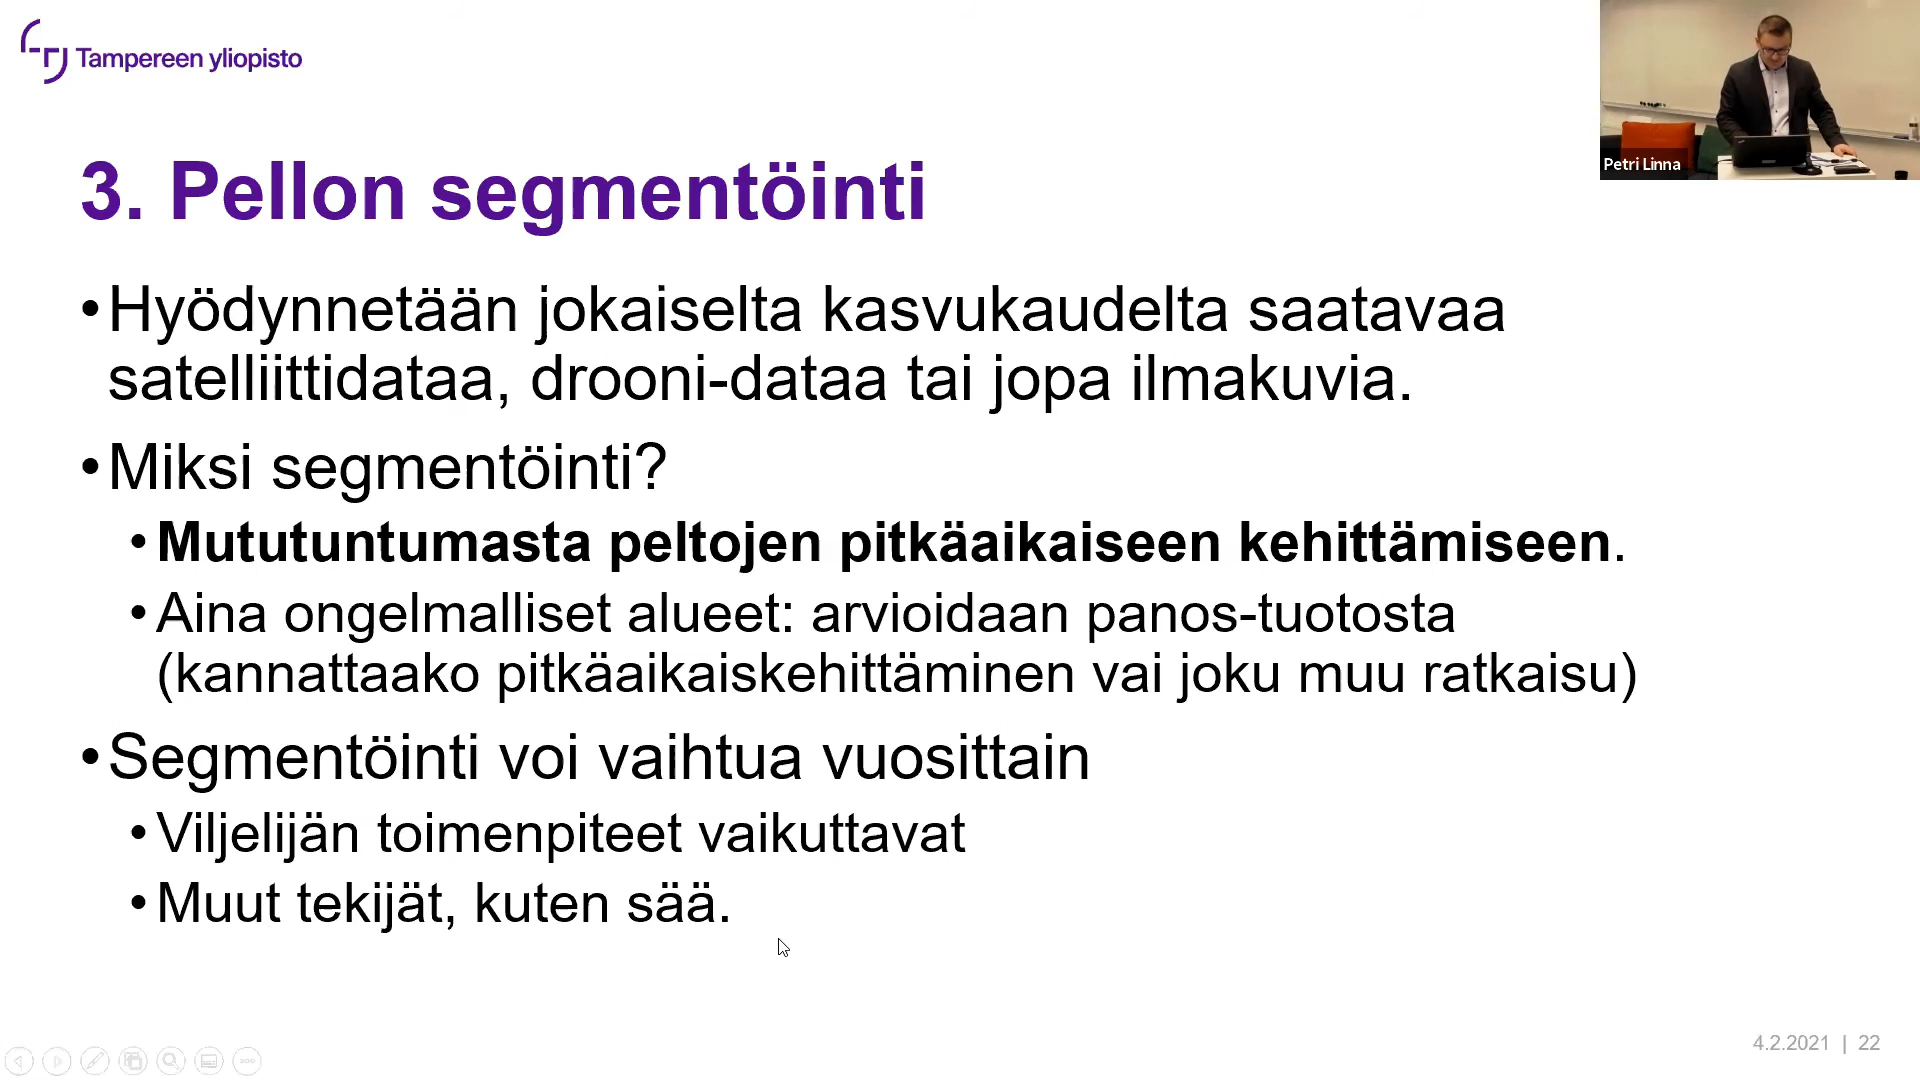 Tampereen yliopisto
Petri Linna
3. Pellon segmentöinti
•Hyödynnetään jokaiselta kasvukaudelta saatavaa
satelliittidataa, drooni-dataa tai jopa ilmakuvia.
•Miksi segmentöinti?
•Mututuntumasta peltojen pitkäaikaiseen kehittämiseen.
•Aina ongelmalliset alueet: arvioidaan panos-tuotosta
(kannattaako pitkäaikaiskehittäminen vai joku muu ratkaisu)
•Segmentöinti voi vaihtua vuosittain
•Viljelijän toimenpiteet vaikuttavat
•Muut tekijät, kuten sää.
4.2.2021 | 22